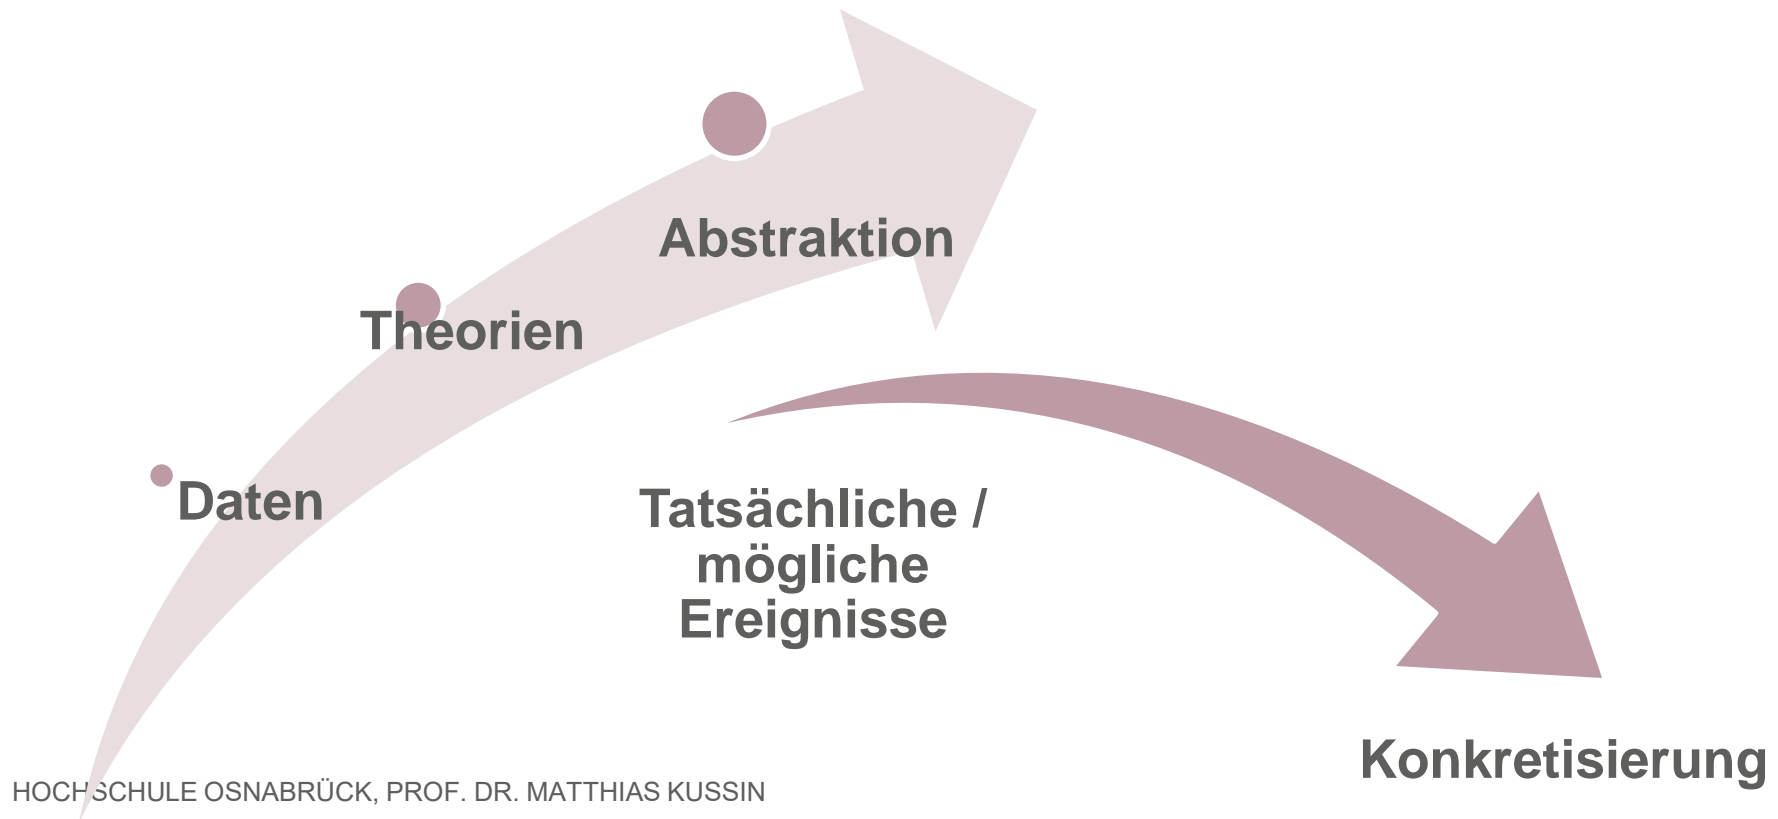 Abstraktion
Theorien
Daten
Tatsächliche /
mögliche
Ereignisse
Konkretisierung
HOCHSCHULE OSNABRÜCK, PROF. DR. MATTHIAS KUSSIN